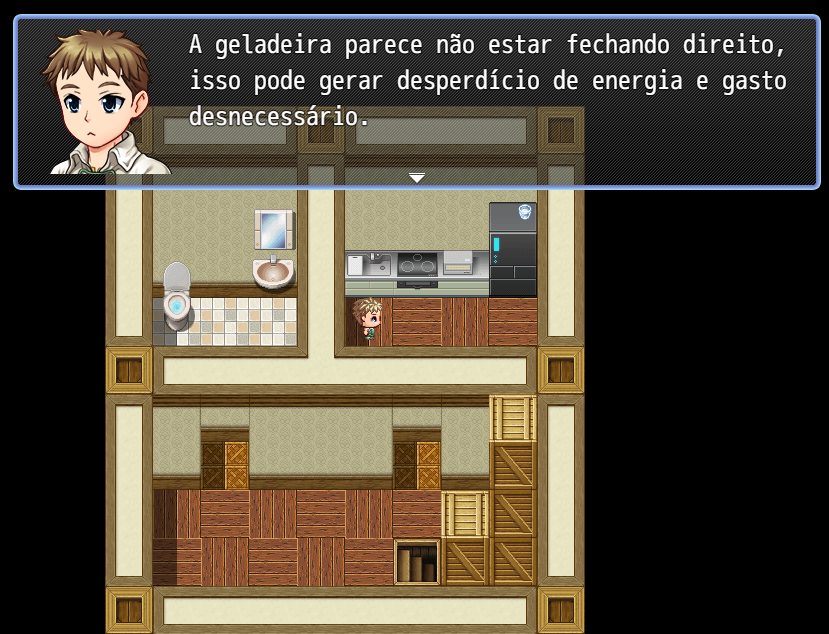 A geladeira parece não estar fechando direito,
isso pode gerar desperdício de energia e gasto
desnecessário.